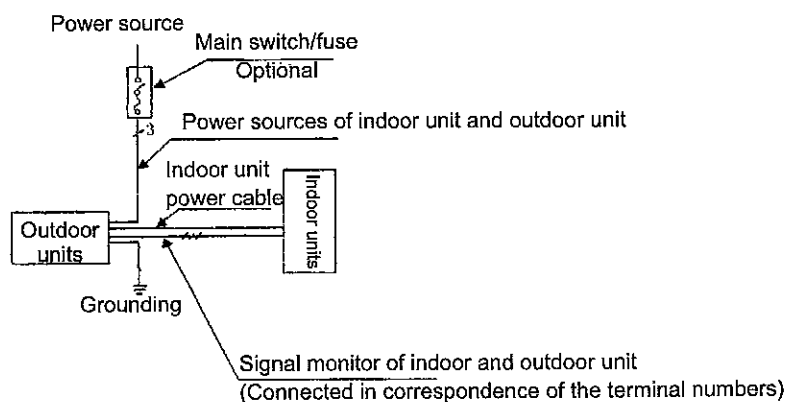 Power source
Main switch/fuse
Optional
3
Power sources of indoor unit and outdoor unit
Indoor unit
power cable
Indoor units
Outdoor
units
Grounding
Signal monitor of indoor and outdoor unit
(Connected in correspondence of the terminal numbers)